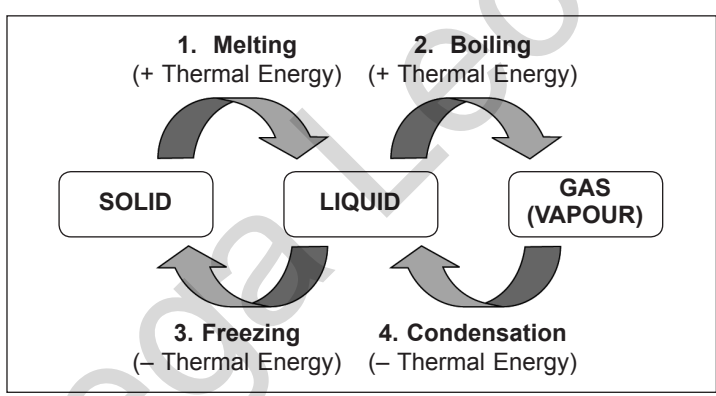 1. Melting
(+ Thermal Energy)
2. Boiling
(+ Thermal Energy)
SOLID
LIQUID
GAS
(VAPOUR)
3. Freezing
(– Thermal Energy)
4. Condensation
(– Thermal Energy)